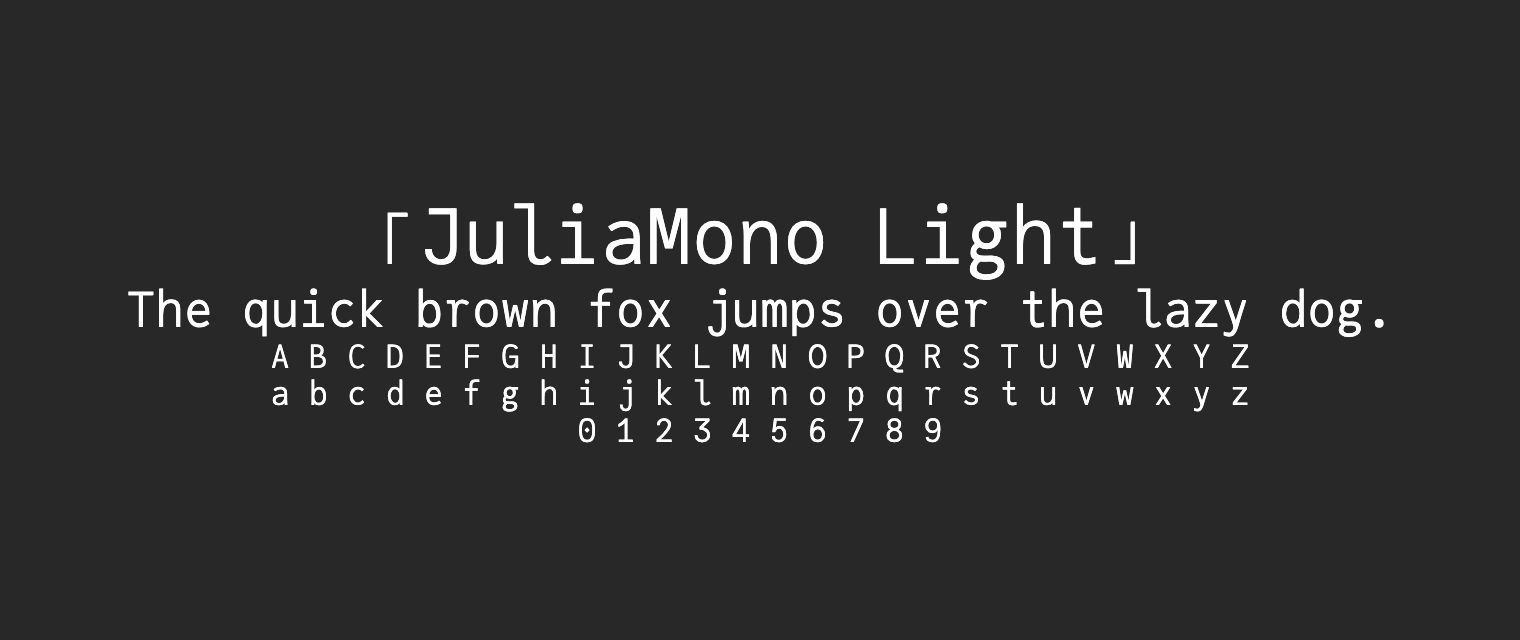 「JuliaMono Light」
The quick brown fox jumps over the lazy dog.
A B C D E F G H I J K L M N O P Q R S T U V W X Y Z
a b c d e f g h i j k l m n o p q r s t u v w x y z
0 1 2 3 4 5 6 7 8 9